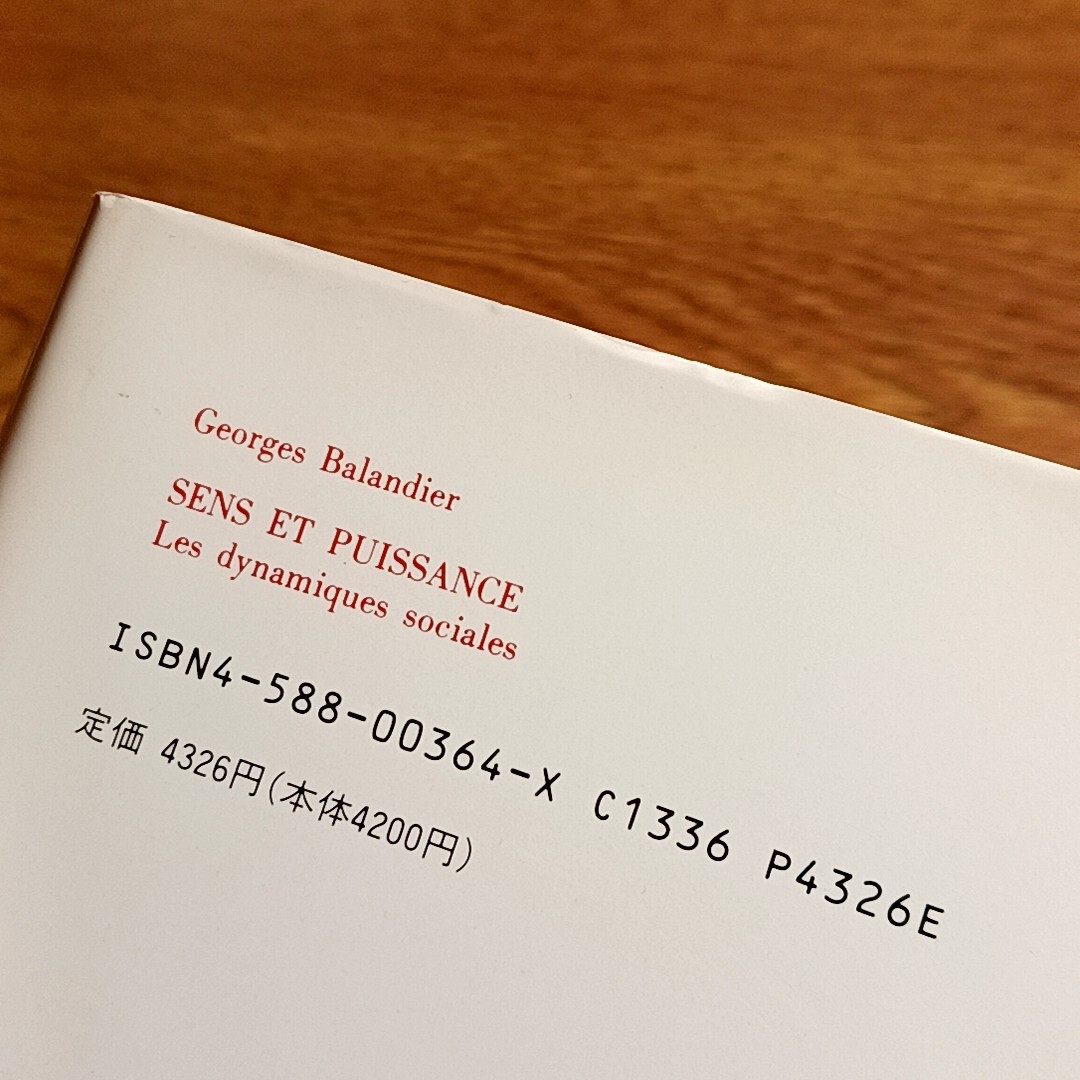 Georges Balandier
SENS ET PUISSANCE
Les dynamiques sociales
ISBN4-588-00364-X C1336 P4326E
定価 4326円(本体4200円)